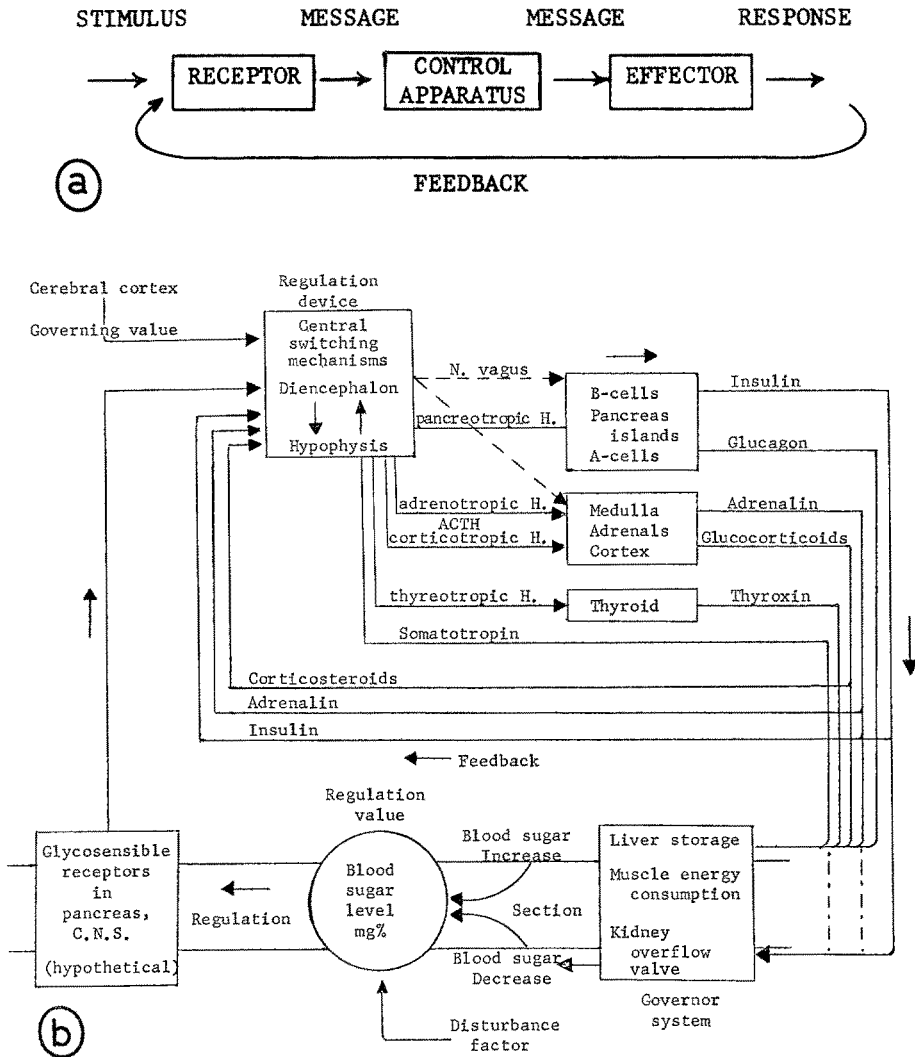 STIMULUS MESSAGE MESSAGE RESPONSE
RECEPTOR
CONTROL
APPARATUS
EFFECTOR
FEEDBACK
a
Cerebral cortex
Governing value
Regulation
device
Central
switching
mechanisms
Diencephalon
Hypophysis
N. vagus
pancreotropic H.
B-cells
Pancreas
islands
A-cells
Insulin
Glucagon
adrenotropic H.
ACTH
corticotropic H.
Medulla
Adrenals
Cortex
Adrenalin
Glucocorticoids
thyreotropic H.
Thyroid
Thyroxin
Somatotropin
Corticosteroids
Adrenalin
Insulin
Feedback
Regulation
value
Glycosensible
receptors
in
pancreas,
C.N.S.
(hypothetical)
Regulation
Blood
sugar
level
mg%
Blood sugar
Increase
Section
Blood sugar
Decrease
Liver storage
Muscle energy
consumption
Kidney
overflow
valve
Governor
system
Disturbance
factor
b